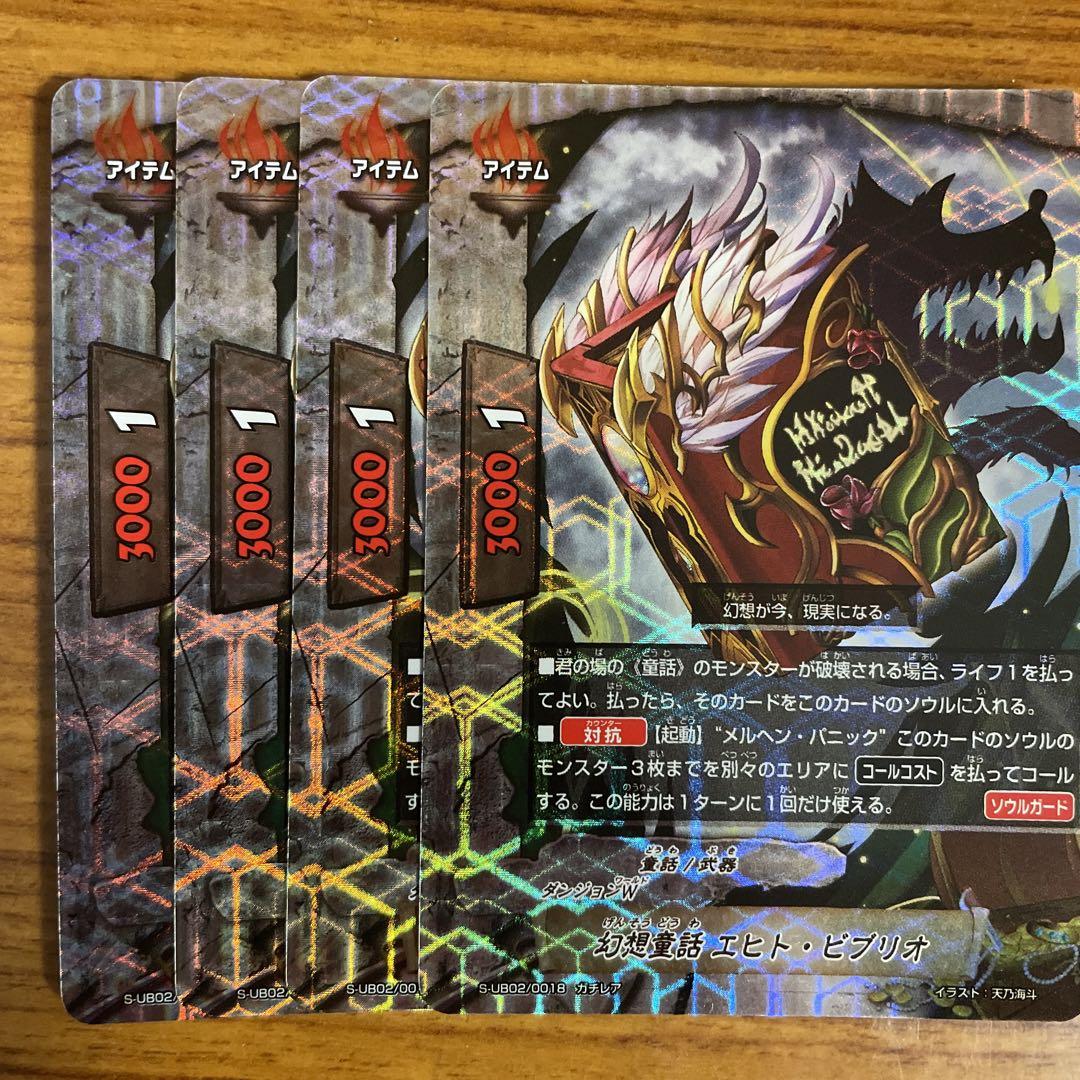 アイテム
アイテム
アイテム
アイテム
3000 1
3000 1
3000 1
3000 1
幻想が今、現実になる。
■君の場の《童話》のモンスターが破壊される場合、ライフ1を払っ
てよい。払ったら、そのカードをこのカードのソウルに入れる。
■ 対抗 【起動】 “メルヘン・パニック” このカードのソウルの
モンスター3枚までを別々のエリアに コールコスト を払ってコール
する。この能力は1ターンに1回だけ使える。 ソウルガード
童話 / 武器
ダンジョンW
幻想童話 エヒト・ビブリオ
S-UB02/
S-UB02
S-UB02/00
S-UB02/0018 ガチレア
イラスト：天乃海斗